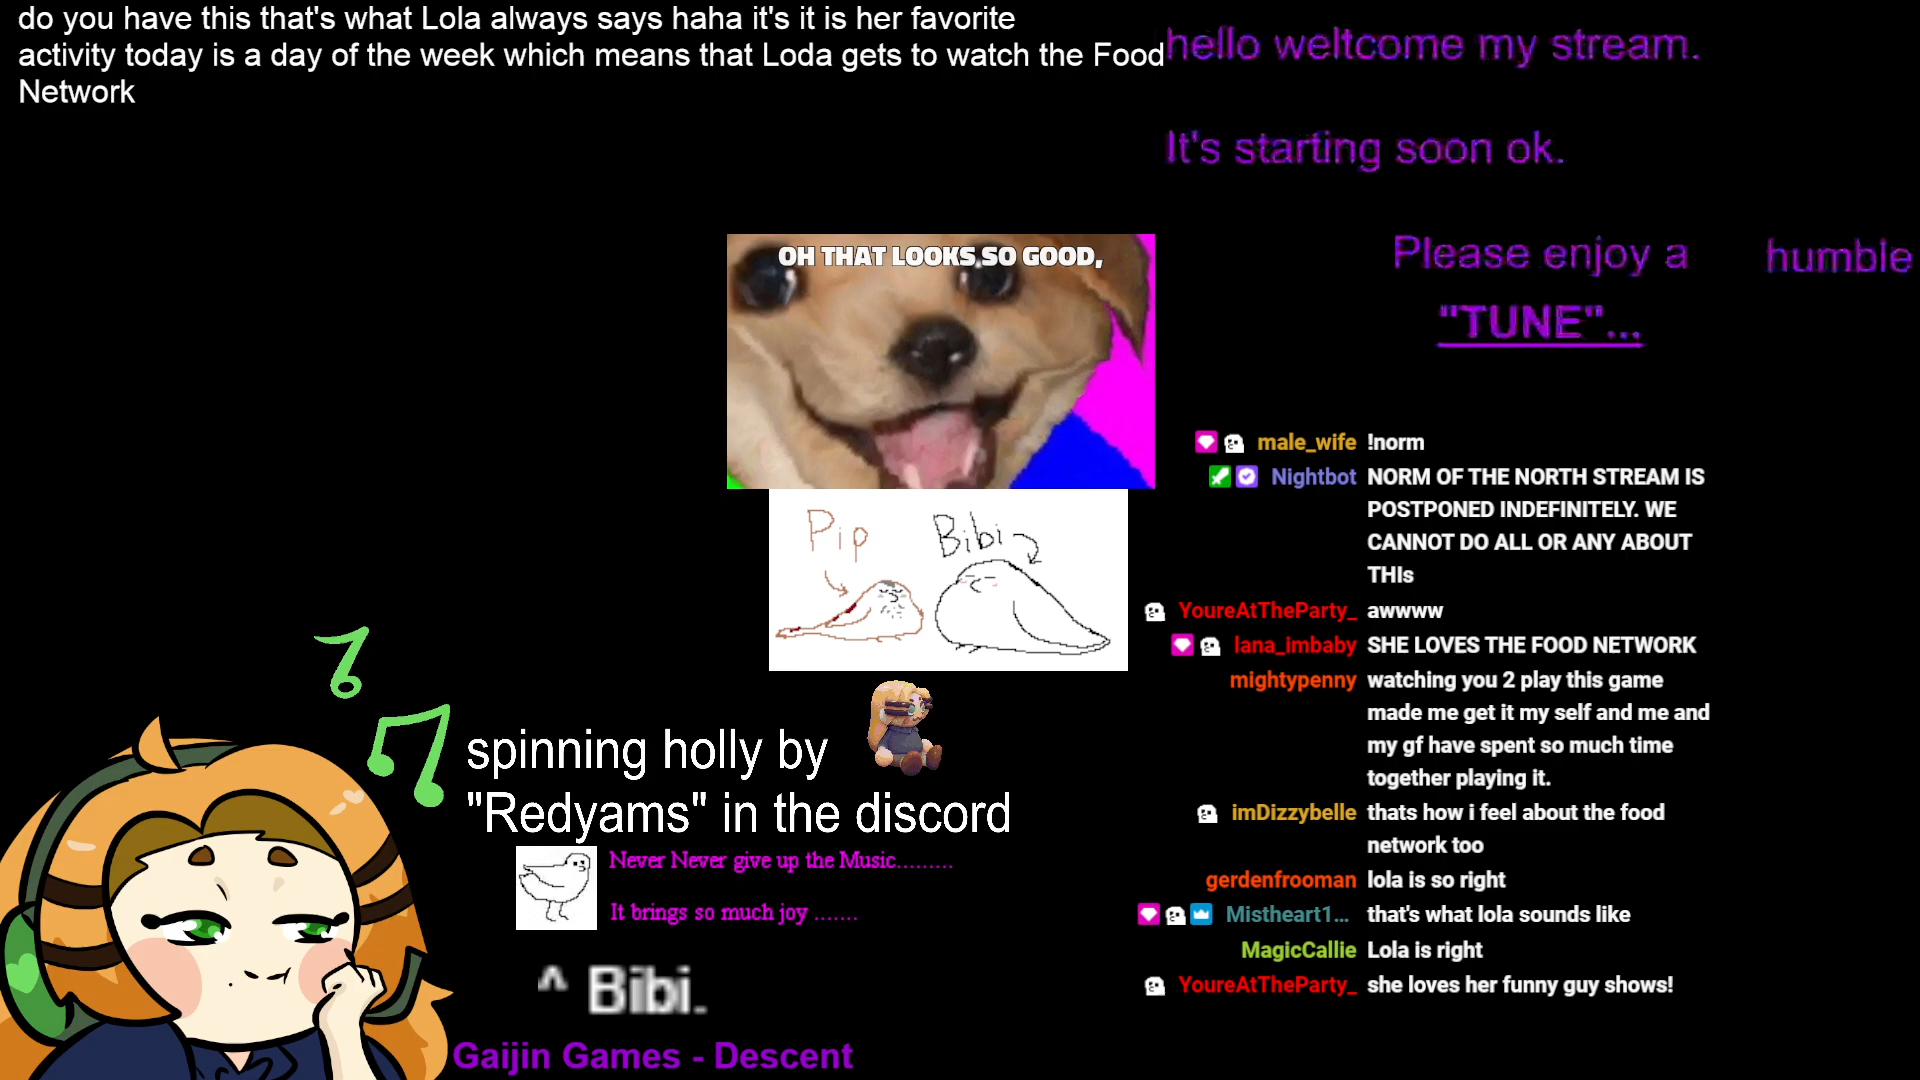 do you have this that's what Lola always says haha it's it is her favorite
activity today is a day of the week which means that Loda gets to watch the Food
Network
hello weltcome my stream.
It's starting soon ok.
Please enjoy a humble
"TUNE"...
OH THAT LOOKS SO GOOD,
Pip
Bibi
male_wife !norm
Nightbot NORM OF THE NORTH STREAM IS
POSTPONED INDEFINITELY. WE
CANNOT DO ALL OR ANY ABOUT
THIs
YoureAtTheParty_ awwww
lana_imbaby SHE LOVES THE FOOD NETWORK
mightypenny watching you 2 play this game
made me get it my self and me and
my gf have spent so much time
together playing it.
imDizzybelle thats how i feel about the food
network too
gerdenfrooman lola is so right
Mistheart1... that's what lola sounds like
MagicCallie Lola is right
YoureAtTheParty_ she loves her funny guy shows!
spinning holly by
"Redyams" in the discord
Never Never give up the Music.........
It brings so much joy .......
^ Bibi.
Gaijin Games - Descent